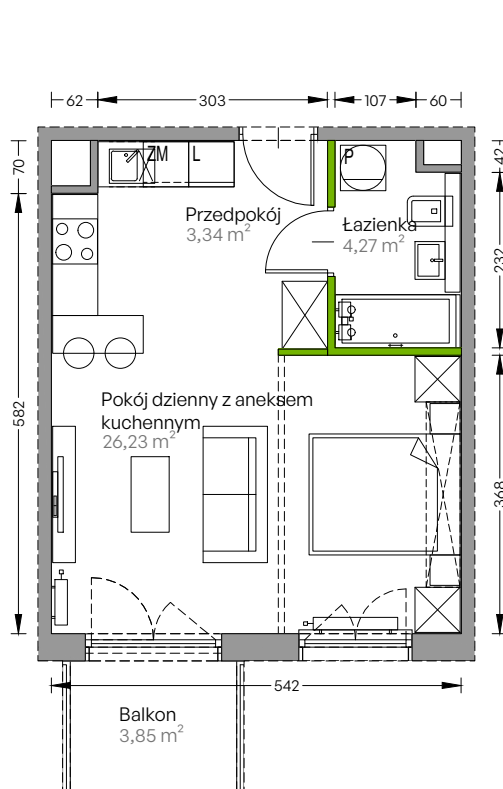 62
303
107
60
70
42
ZM
L
P
Przedpokój
3,34 m²
Łazienka
4,27 m²
232
582
Pokój dzienny z aneksem
kuchennym
26,23 m²
368
542
Balkon
3,85 m²